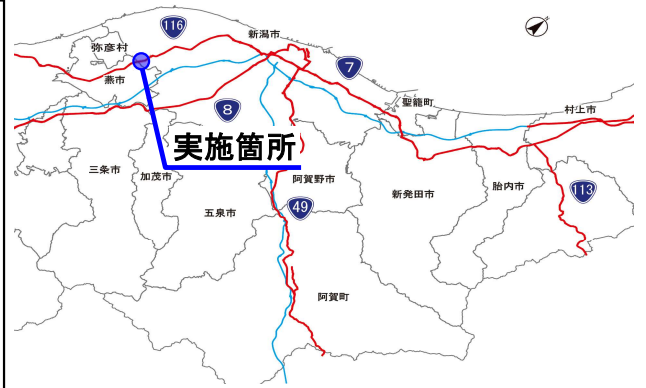 116
新潟市
弥彦村
7
燕市
8
聖籠町
村上市
実施箇所
三条市
加茂市
阿賀野市
新発田市
胎内市
113
五泉市
49
阿賀町